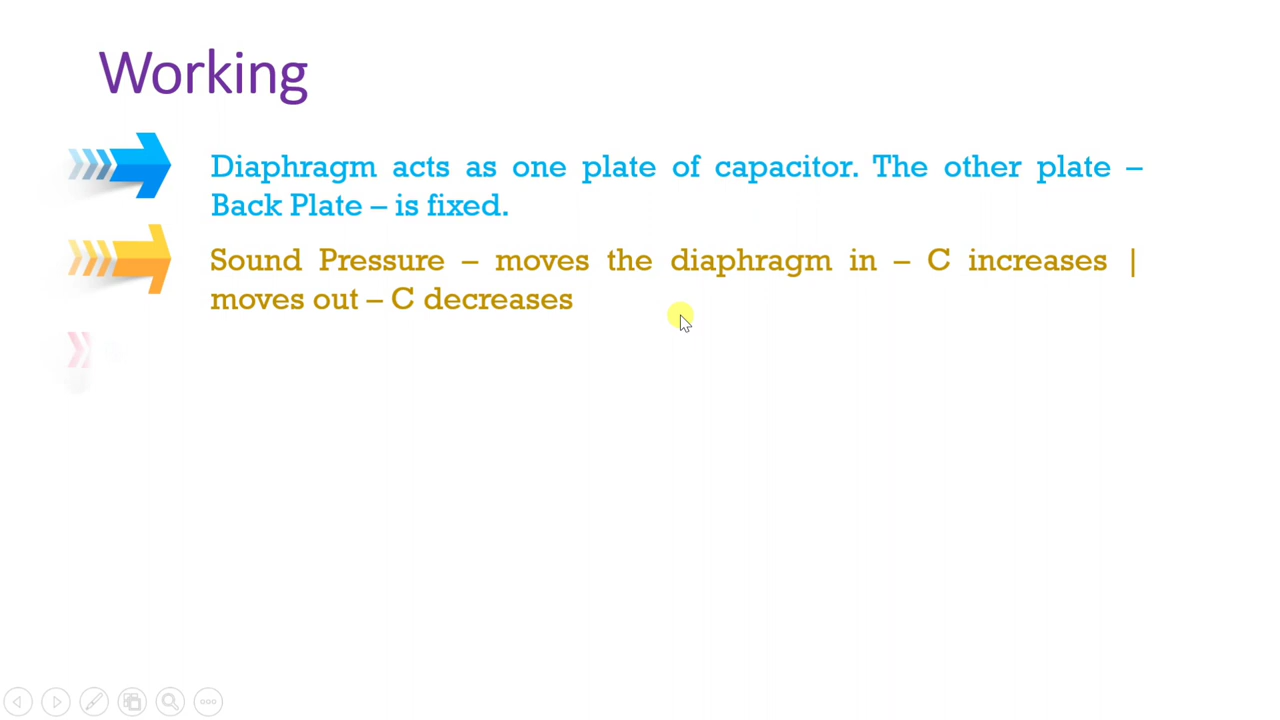 Working
Diaphragm acts as one plate of capacitor. The other plate –
Back Plate – is fixed.
Sound Pressure – moves the diaphragm in – C increases |
moves out – C decreases